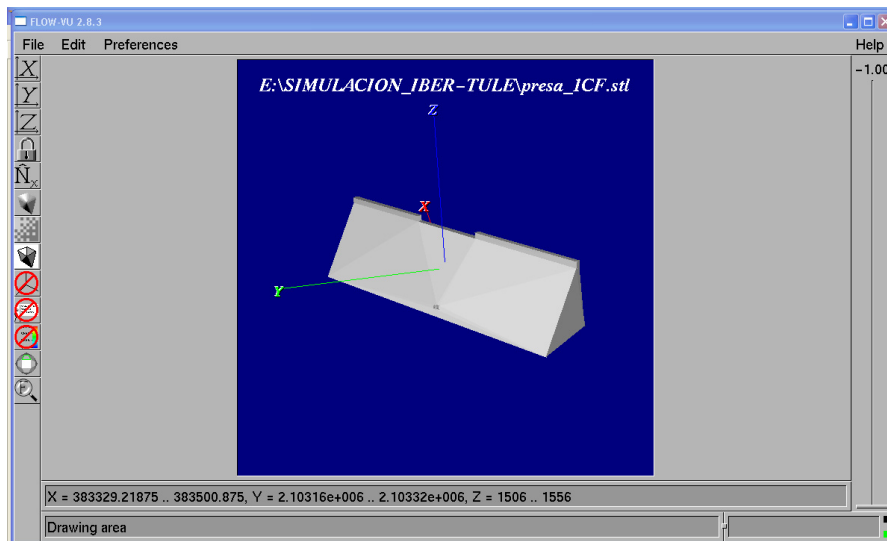 FLOW-VU 2.8.3
File Edit Preferences Help
-1.00
E:\SIMULACION_IBER-TULE\presa_1CF.stl
X
Y
Z
N̂x
Z
X
Y
X = 383329.21875 .. 383500.875, Y = 2.10316e+006 .. 2.10332e+006, Z = 1506 .. 1556
Drawing area